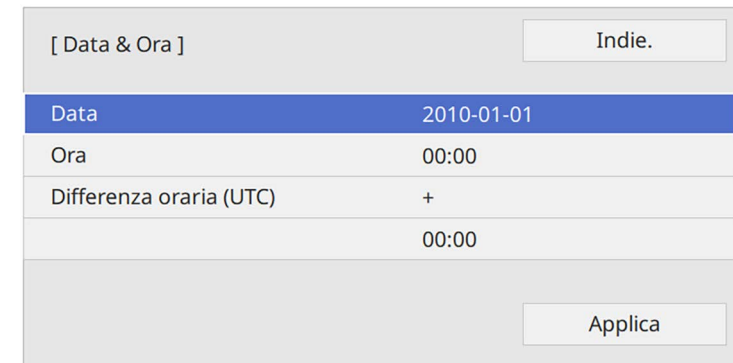 [ Data & Ora ] Indie.
Data 2010-01-01
Ora 00:00
Differenza oraria (UTC) +
00:00
Applica